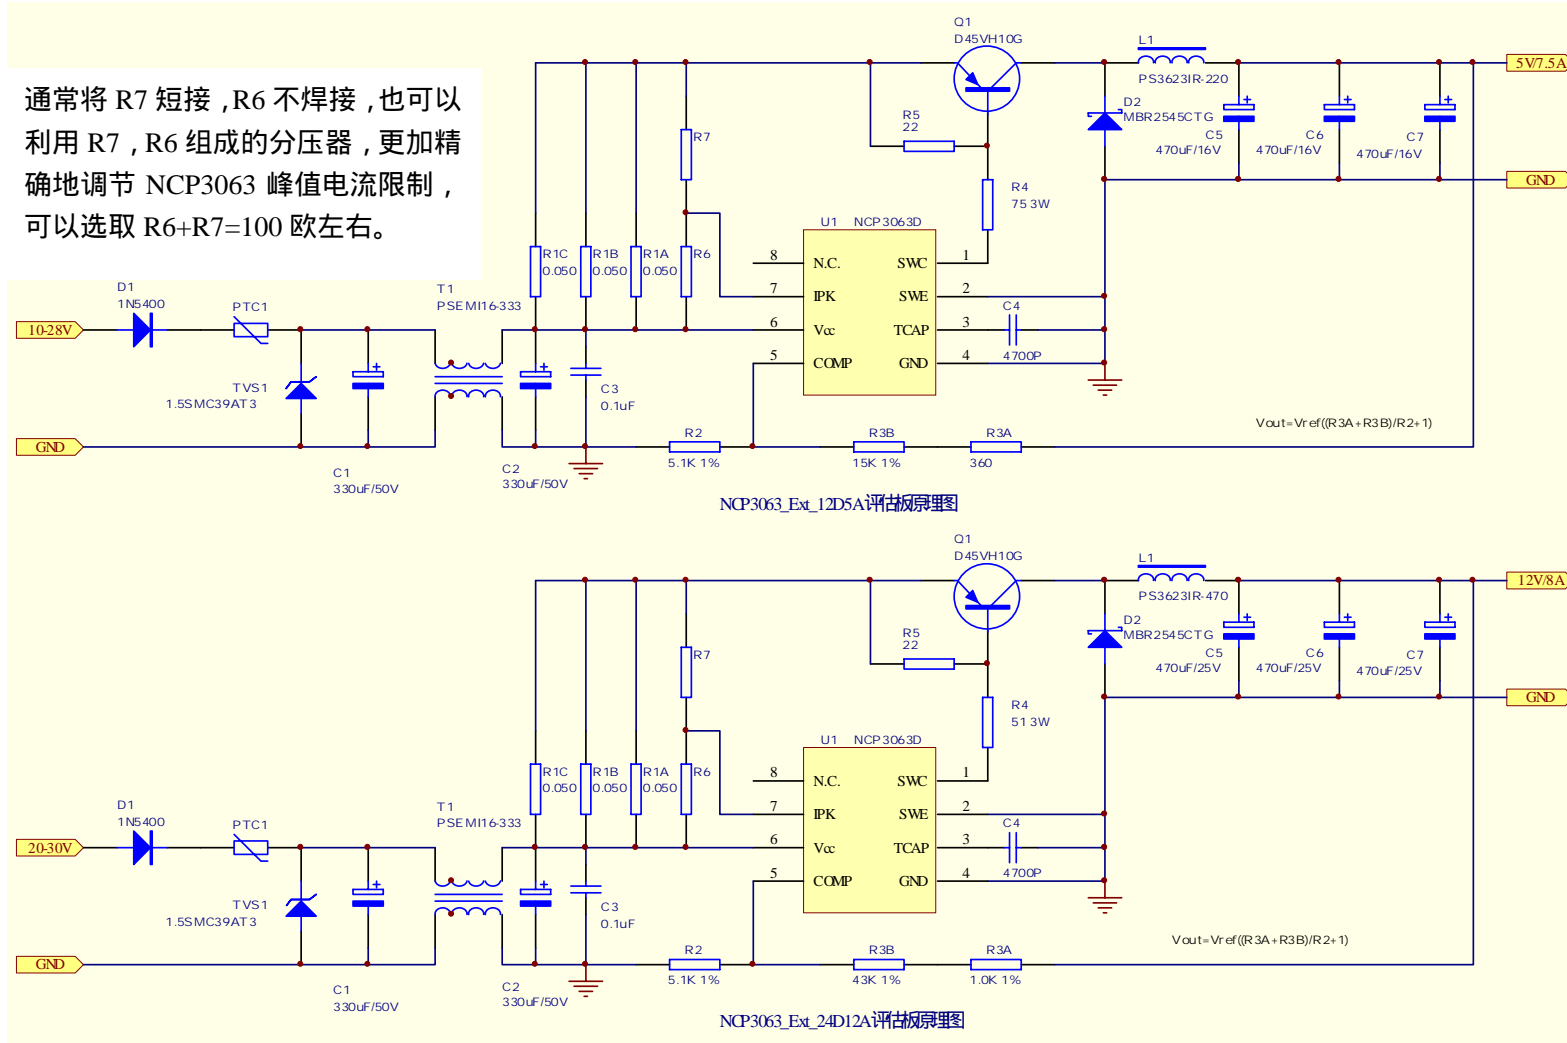 通常将 R7 短接，R6 不焊接，也可以
利用 R7，R6 组成的分压器，更加精
确地调节 NCP3063 峰值电流限制，
可以选取 R6+R7=100 欧左右。
Q1
D45VH10G
L1
PS3623IR-220
5V/7.5A
D2
MBR2545CTG
C5
470uF/16V
C6
470uF/16V
C7
470uF/16V
GND
R5
22
R7
R4
75 3W
U1 NCP3063D
R1C
0.050
R1B
0.050
R1A
0.050
R6
8 N.C. SWC 1
7 IPK SWE 2
6 Vcc TCAP 3
5 COMP GND 4
C4
4700P
D1
1N5400
PTC1
T1
PSEMI16-333
10-28V
TVS1
1.5SMC39AT3
C3
0.1uF
GND
C1
330uF/50V
C2
330uF/50V
R2
5.1K 1%
R3B
15K 1%
R3A
360
Vout=Vref((R3A+R3B)/R2+1)
NCP3063_Ext_12D5A评估板原理图
Q1
D45VH10G
L1
PS3623IR-470
12V/8A
D2
MBR2545CTG
C5
470uF/25V
C6
470uF/25V
C7
470uF/25V
GND
R5
22
R7
R4
51 3W
U1 NCP3063D
R1C
0.050
R1B
0.050
R1A
0.050
R6
8 N.C. SWC 1
7 IPK SWE 2
6 Vcc TCAP 3
5 COMP GND 4
C4
4700P
D1
1N5400
PTC1
T1
PSEMI16-333
20-30V
TVS1
1.5SMC39AT3
C3
0.1uF
GND
C1
330uF/50V
C2
330uF/50V
R2
5.1K 1%
R3B
43K 1%
R3A
1.0K 1%
Vout=Vref((R3A+R3B)/R2+1)
NCP3063_Ext_24D12A评估板原理图